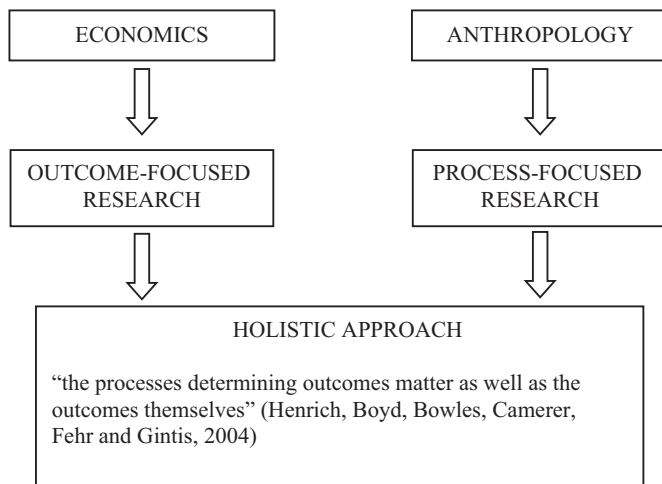 ECONOMICS
ANTHROPOLOGY
OUTCOME-FOCUSED
RESEARCH
PROCESS-FOCUSED
RESEARCH
HOLISTIC APPROACH
“the processes determining outcomes matter as well as the
outcomes themselves” (Henrich, Boyd, Bowles, Camerer,
Fehr and Gintis, 2004)